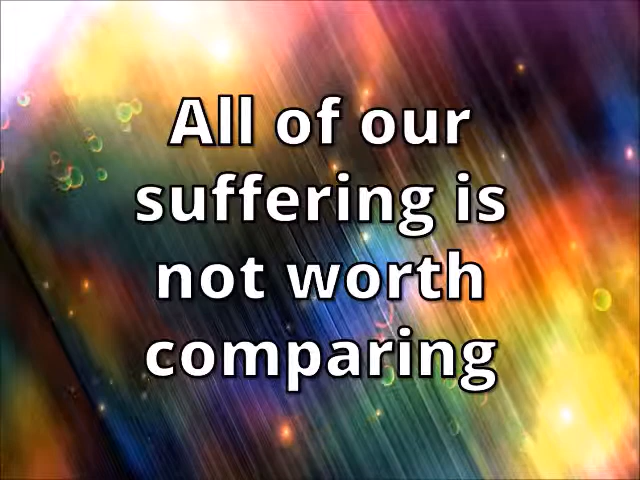 All of our
suffering is
not worth
comparing